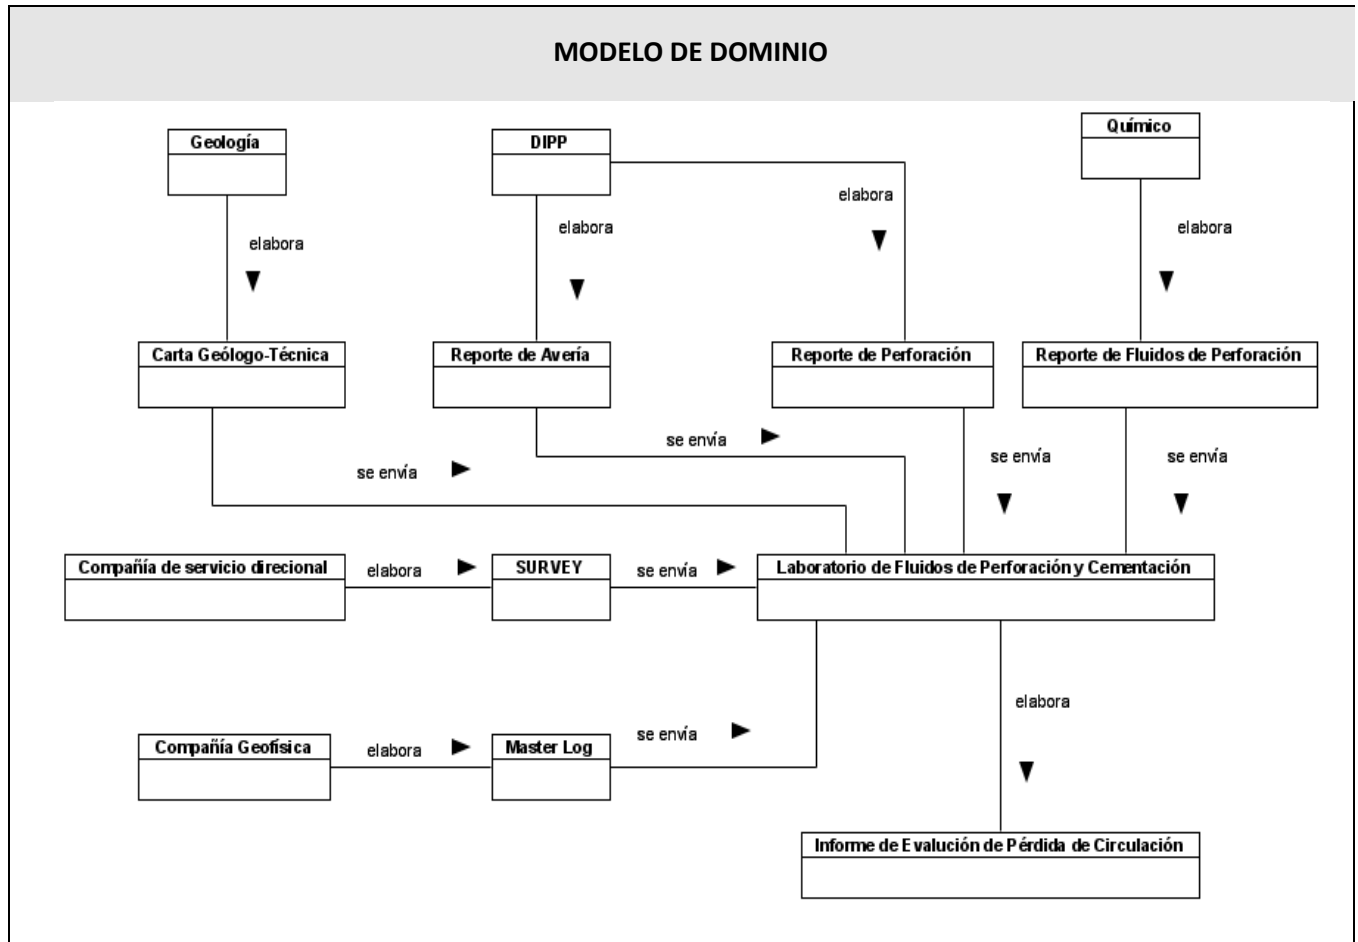 MODELO DE DOMINIO
Geología
DIPP
Químico
elabora
elabora
elabora
elabora
Carta Geólogo-Técnica
Reporte de Avería
Reporte de Perforación
Reporte de Fluidos de Perforación
se envía
se envía
se envía
se envía
Compañía de servicio direcional
elabora
SURVEY
se envía
Laboratorio de Fluidos de Perforación y Cementación
elabora
Compañía Geofísica
elabora
Master Log
se envía
Informe de Evalución de Pérdida de Circulación